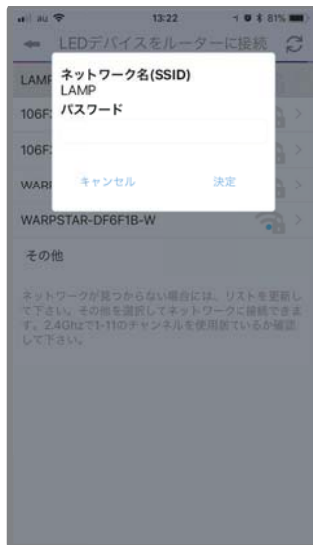 au 13:22 81%
LEDデバイスをルーターに接続
ネットワーク名(SSID)
LAMP
パスワード
キャンセル 決定
LAMP
106F
106F
WARP
WARPSTAR-DF6F1B-W
その他
ネットワークが見つからない場合には、リストを更新し
て下さい。その他を選択してネットワークに接続できま
す。2.4Ghzで1-11のチャンネルを使用居ているか確認
して下さい。